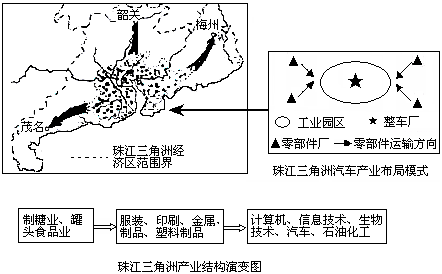 韶关
梅州
茂名
珠江三角洲经
济区范围界
工业园区
整车厂
零部件厂
零部件运输方向
珠江三角洲汽车产业布局模式
制糖业、罐
头食品业
服装、印刷、金属、
制品、塑料制品
计算机、信息技术、生物
技术、汽车、石油化工
珠江三角洲产业结构演变图